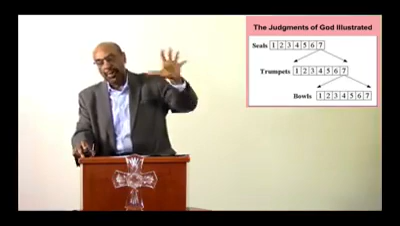 The Judgments of God Illustrated
Seals 1 2 3 4 5 6 7
Trumpets 1 2 3 4 5 6 7
Bowls 1 2 3 4 5 6 7